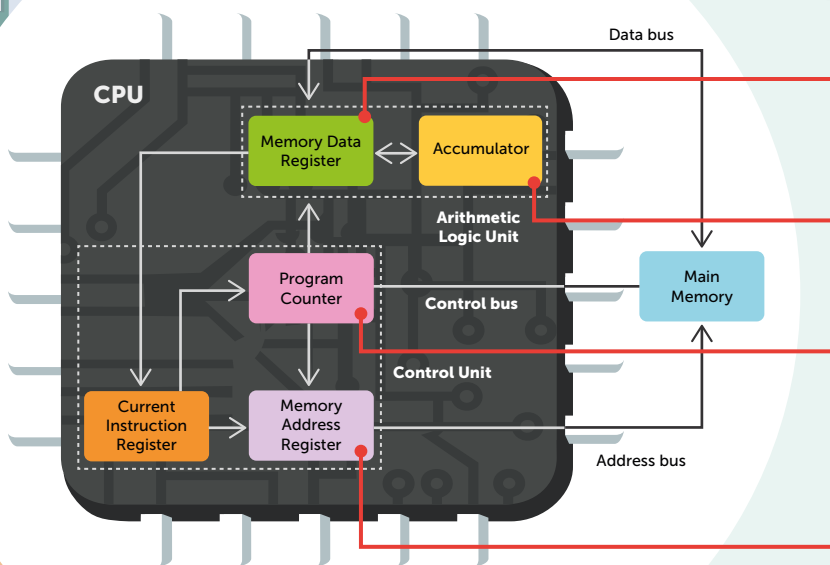 Data bus
CPU
Memory Data
Register
Accumulator
Arithmetic
Logic Unit
Program
Counter
Control bus
Main
Memory
Control Unit
Current
Instruction
Register
Memory
Address
Register
Address bus